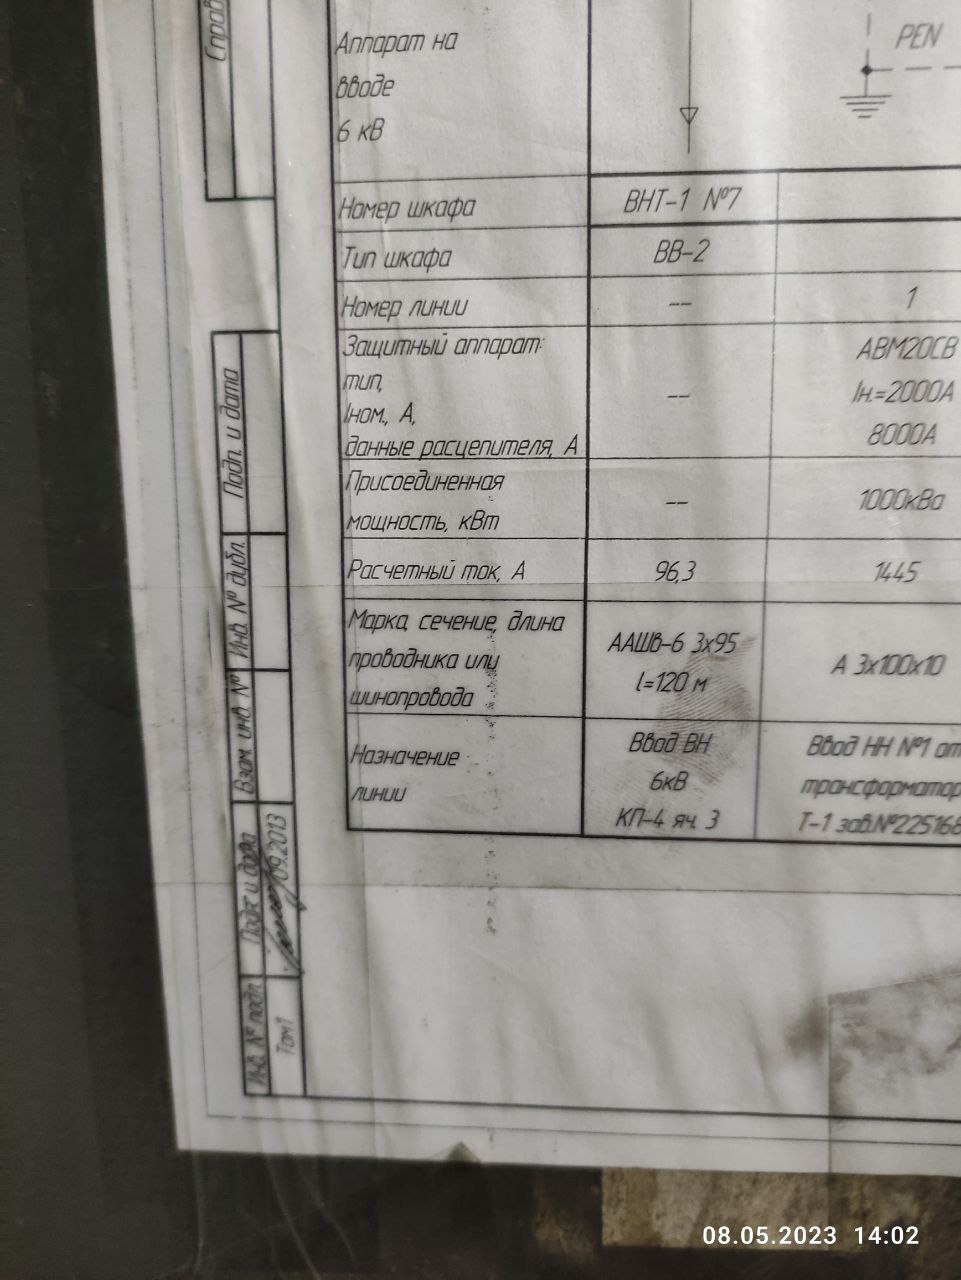 Справ
Аппарат на
вводе
6 кВ
PEN
Номер шкафа
ВНТ-1 №7
Тип шкафа
ВВ-2
Номер линии
--
1
Защитный аппарат:
тип,
Iном., А,
данные расцепителя, А
--
АВМ20СВ
Iн.=2000А
8000А
Присоединенная
мощность, кВт
--
1000кВа
Расчетный ток, А
96,3
1445
Марка, сечение, длина
проводника или
шинопровода
ААШв-6 3х95
l=120 м
А 3х100х10
Назначение
линии
Ввод ВН
6кВ
КП-4 яч. 3
Ввод НН №1 от
трансформатор
Т-1 зав.№225168
Подп. и дата
Инв. № дубл.
Взам. инв. №
Подп. и дата
09.2013
Инв. № подл.
Том1
08.05.2023 14:02